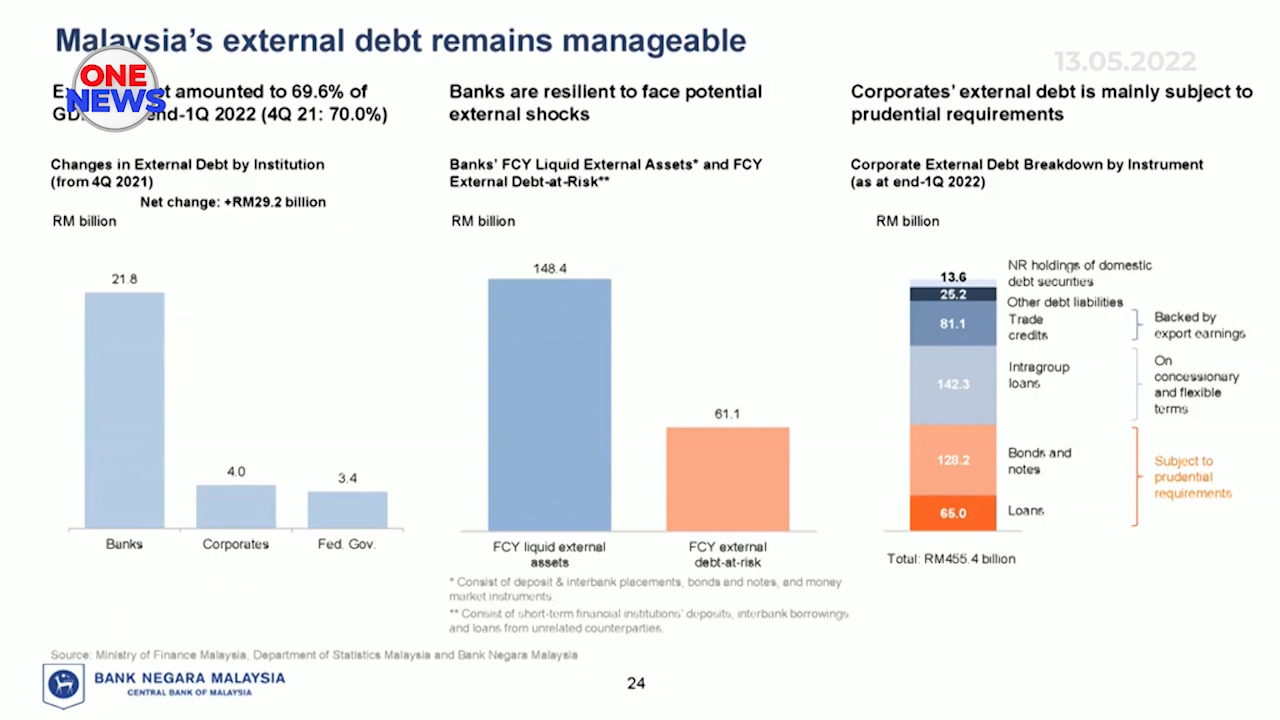 Malaysia's external debt remains manageable
13.05.2022
ONE
NEWS
amounted to 69.6% of
end-1Q 2022 (4Q 21: 70.0%)
Changes in External Debt by Institution
(from 4Q 2021)
Net change: +RM29.2 billion
RM billion
21.8
4.0
3.4
Banks
Corporates
Fed. Gov.
Banks are resilient to face potential
external shocks
Banks' FCY Liquid External Assets* and FCY
External Debt-at-Risk**
RM billion
148.4
61.1
FCY liquid external
assets
FCY external
debt-at-risk
* Consist of deposit & interbank placements, bonds and notes, and money
market instruments.
** Consist of short-term financial institutions' deposits, interbank borrowings
and loans from unrelated counterparties.
Corporates' external debt is mainly subject to
prudential requirements
Corporate External Debt Breakdown by Instrument
(as at end-1Q 2022)
RM billion
13.6
NR holdings of domestic
debt securities
25.2
Other debt liabilities
81.1
Trade
credits
Backed by
export earnings
142.3
Intragroup
loans
On
concessionary
and flexible
terms
128.2
Bonds and
notes
65.0
Loans
Subject to
prudential
requirements
Total: RM455.4 billion
Source: Ministry of Finance Malaysia, Department of Statistics Malaysia and Bank Negara Malaysia
BANK NEGARA MALAYSIA
CENTRAL BANK OF MALAYSIA
24